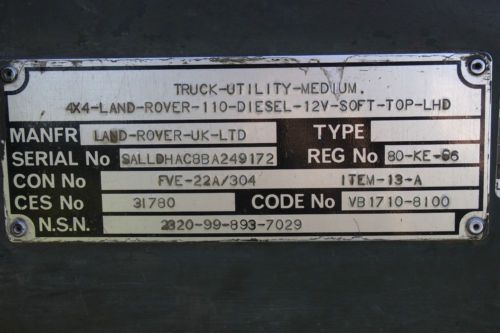 TRUCK-UTILITY-MEDIUM.
4X4-LAND-ROVER-110-DIESEL-12V-SOFT-TOP-LHD
MANFR LAND-ROVER-UK-LTD TYPE
SERIAL No SALLDHAC8BA249172 REG No 80-KE-56
CON No FVE-22A/304 ITEM-13-A
CES No 31780 CODE No VB1710-8100
N.S.N. 2320-99-893-7029